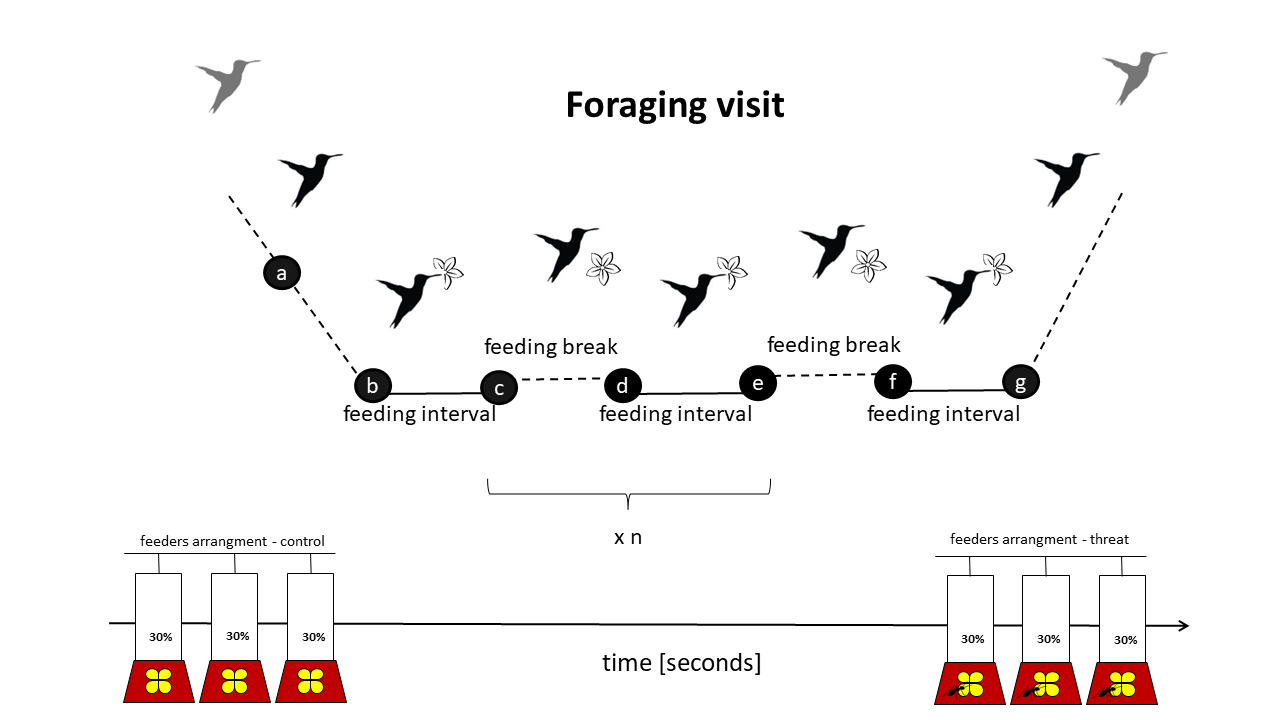 Foraging visit
a
feeding break
feeding break
b
c
d
e
f
g
feeding interval
feeding interval
feeding interval
x n
feeders arrangment - control
feeders arrangment - threat
30%
30%
30%
30%
30%
30%
time [seconds]